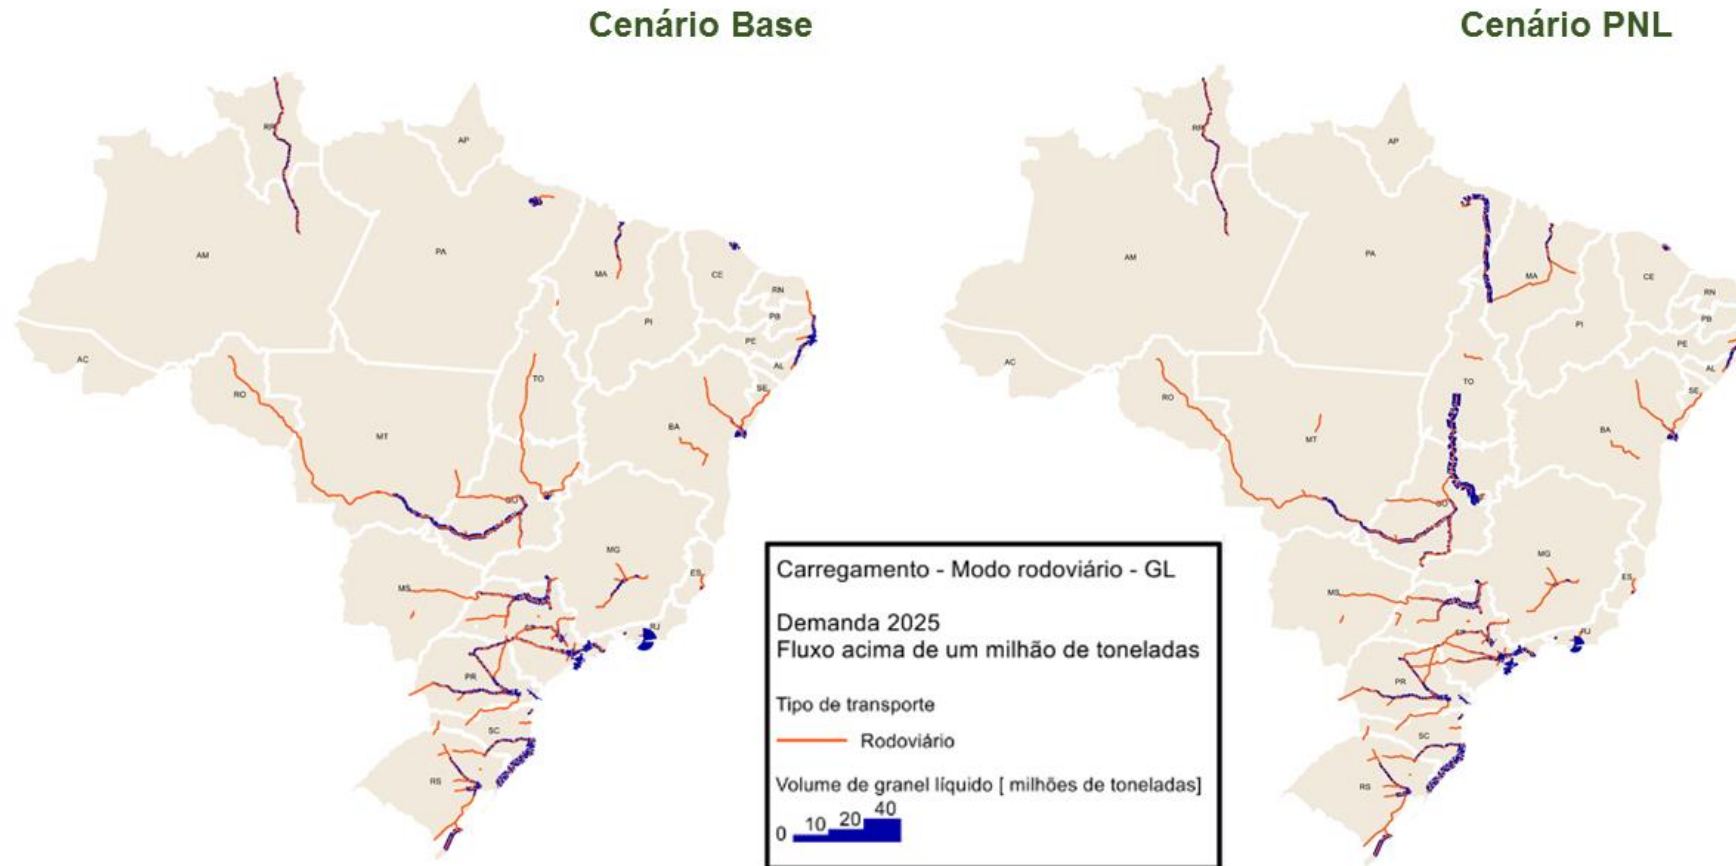 Cenário Base
Cenário PNL
RR
AP
AM
PA
MA
CE
RN
PB
PI
PE
AL
SE
AC
RO
TO
MT
BA
GO
MG
ES
MS
RJ
PR
SC
RS
RR
AP
AM
PA
MA
CE
RN
PB
PI
PE
AL
SE
AC
RO
TO
MT
BA
GO
MG
ES
MS
SP
RJ
PR
SC
RS
Carregamento - Modo rodoviário - GL
Demanda 2025
Fluxo acima de um milhão de toneladas
Tipo de transporte
Rodoviário
Volume de granel líquido [ milhões de toneladas]
0 10 20 40